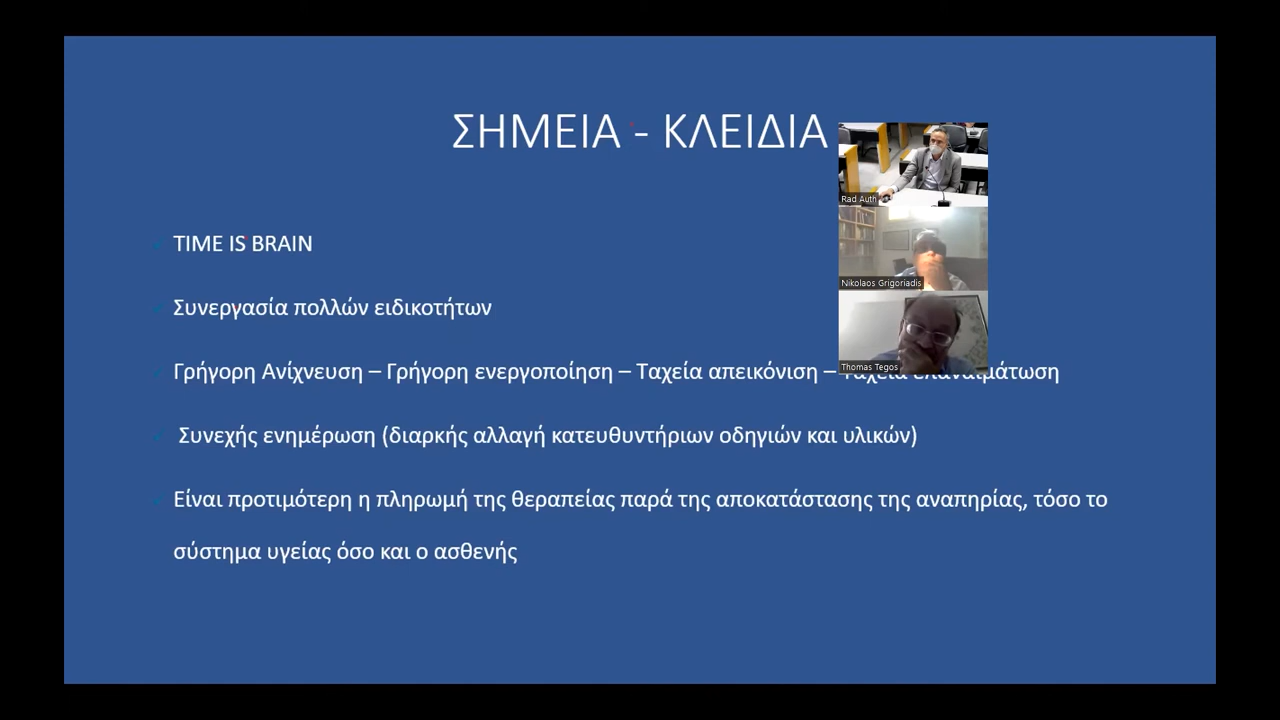 ΣΗΜΕΙΑ - ΚΛΕΙΔΙΑ
Rad Auth
Nikolaos Grigoriadis
Thomas Tegos
TIME IS BRAIN
Συνεργασία πολλών ειδικοτήτων
Γρήγορη Ανίχνευση – Γρήγορη ενεργοποίηση – Ταχεία απεικόνιση – Ταχεία επαναιμάτωση
Συνεχής ενημέρωση (διαρκής αλλαγή κατευθυντήριων οδηγιών και υλικών)
Είναι προτιμότερη η πληρωμή της θεραπείας παρά της αποκατάστασης της αναπηρίας, τόσο το
σύστημα υγείας όσο και ο ασθενής